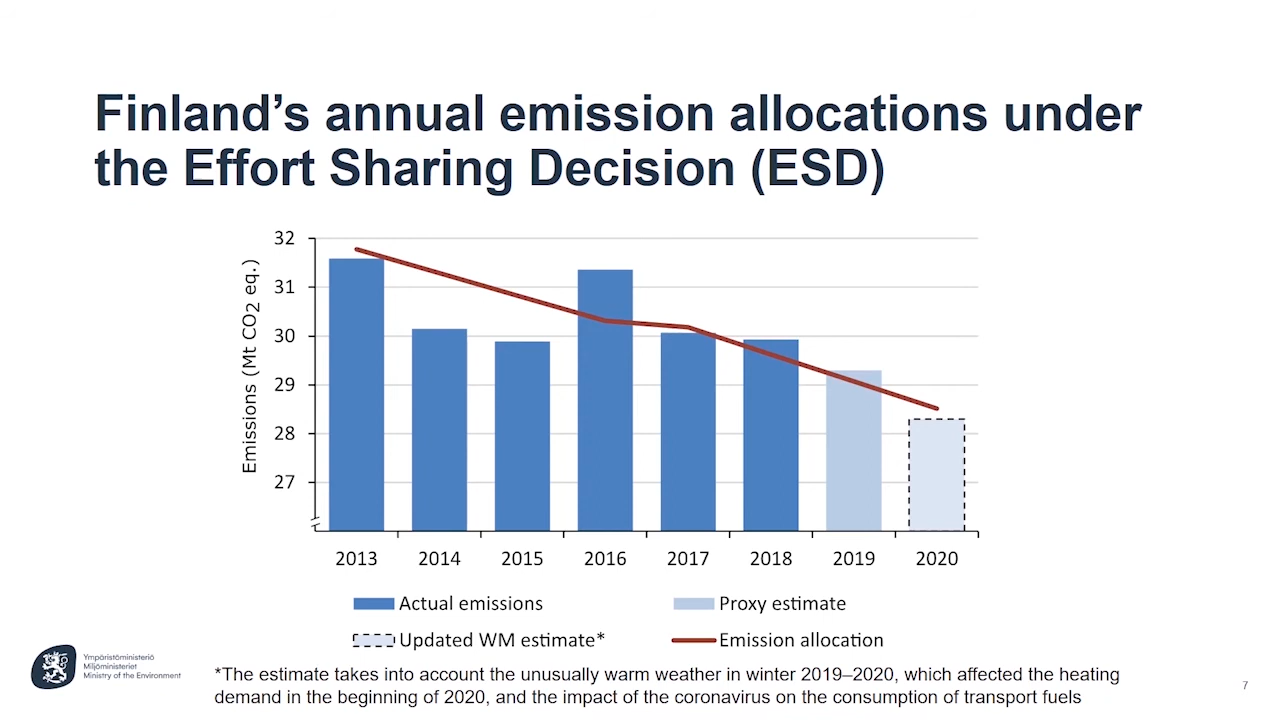 Finland’s annual emission allocations under
the Effort Sharing Decision (ESD)
32
31
30
29
28
27
Emissions (Mt CO2 eq.)
2013 2014 2015 2016 2017 2018 2019 2020
Actual emissions
Proxy estimate
Updated WM estimate*
Emission allocation
Ympäristöministeriö
Miljöministeriet
Ministry of the Environment
*The estimate takes into account the unusually warm weather in winter 2019–2020, which affected the heating
demand in the beginning of 2020, and the impact of the coronavirus on the consumption of transport fuels
7